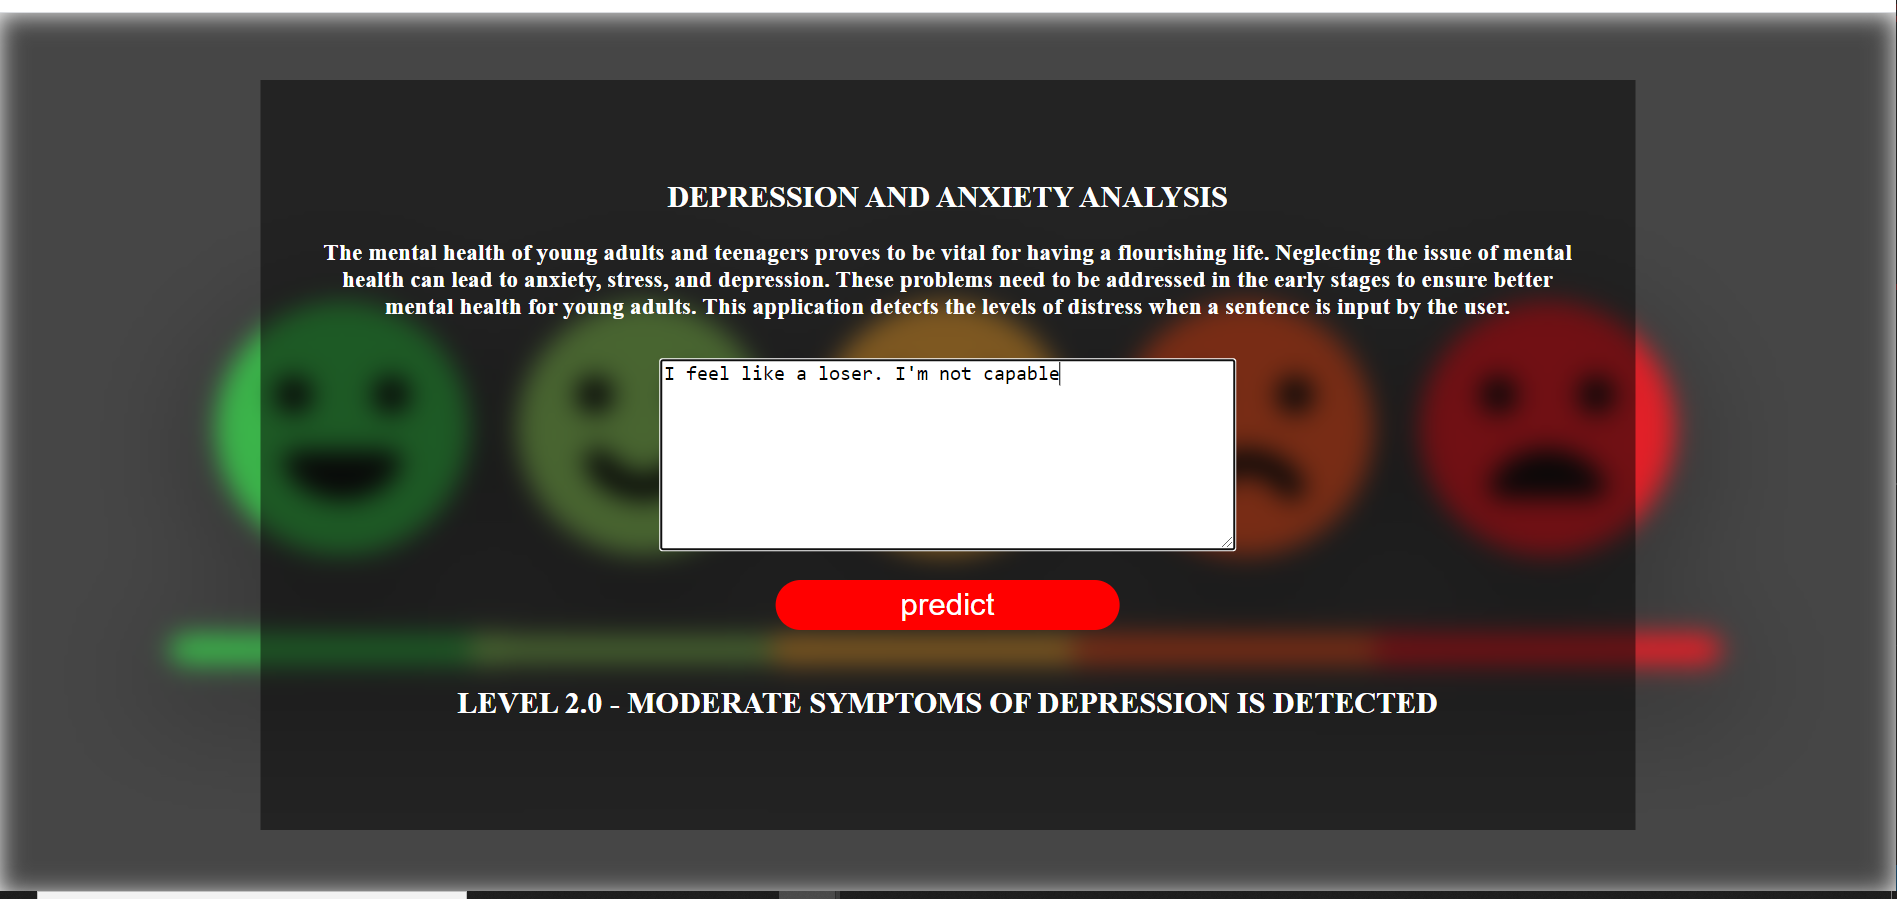 DEPRESSION AND ANXIETY ANALYSIS
The mental health of young adults and teenagers proves to be vital for having a flourishing life. Neglecting the issue of mental
health can lead to anxiety, stress, and depression. These problems need to be addressed in the early stages to ensure better
mental health for young adults. This application detects the levels of distress when a sentence is input by the user.
I feel like a loser. I'm not capable
predict
LEVEL 2.0 - MODERATE SYMPTOMS OF DEPRESSION IS DETECTED